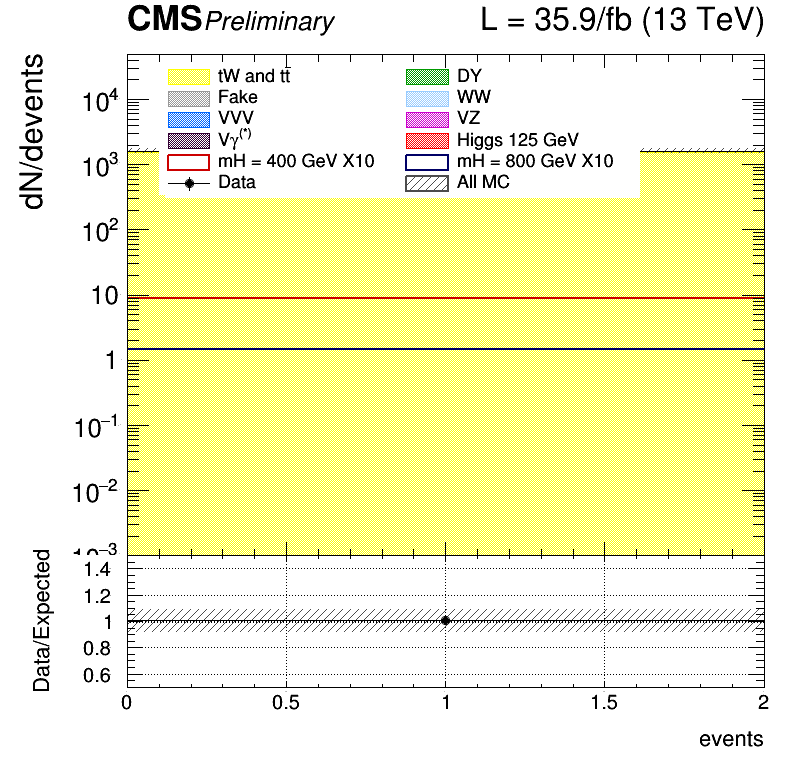 CMS Preliminary L = 35.9/fb (13 TeV)
dN/devents
tW and tt̄ DY
Fake WW
VVV VZ
Vγ(*) Higgs 125 GeV
mH = 400 GeV X10 mH = 800 GeV X10
Data All MC
10⁴
10³
10²
10
1
10⁻¹
10⁻²
10⁻³
Data/Expected
1.4
1.2
1
0.8
0.6
0 0.5 1 1.5 2
events